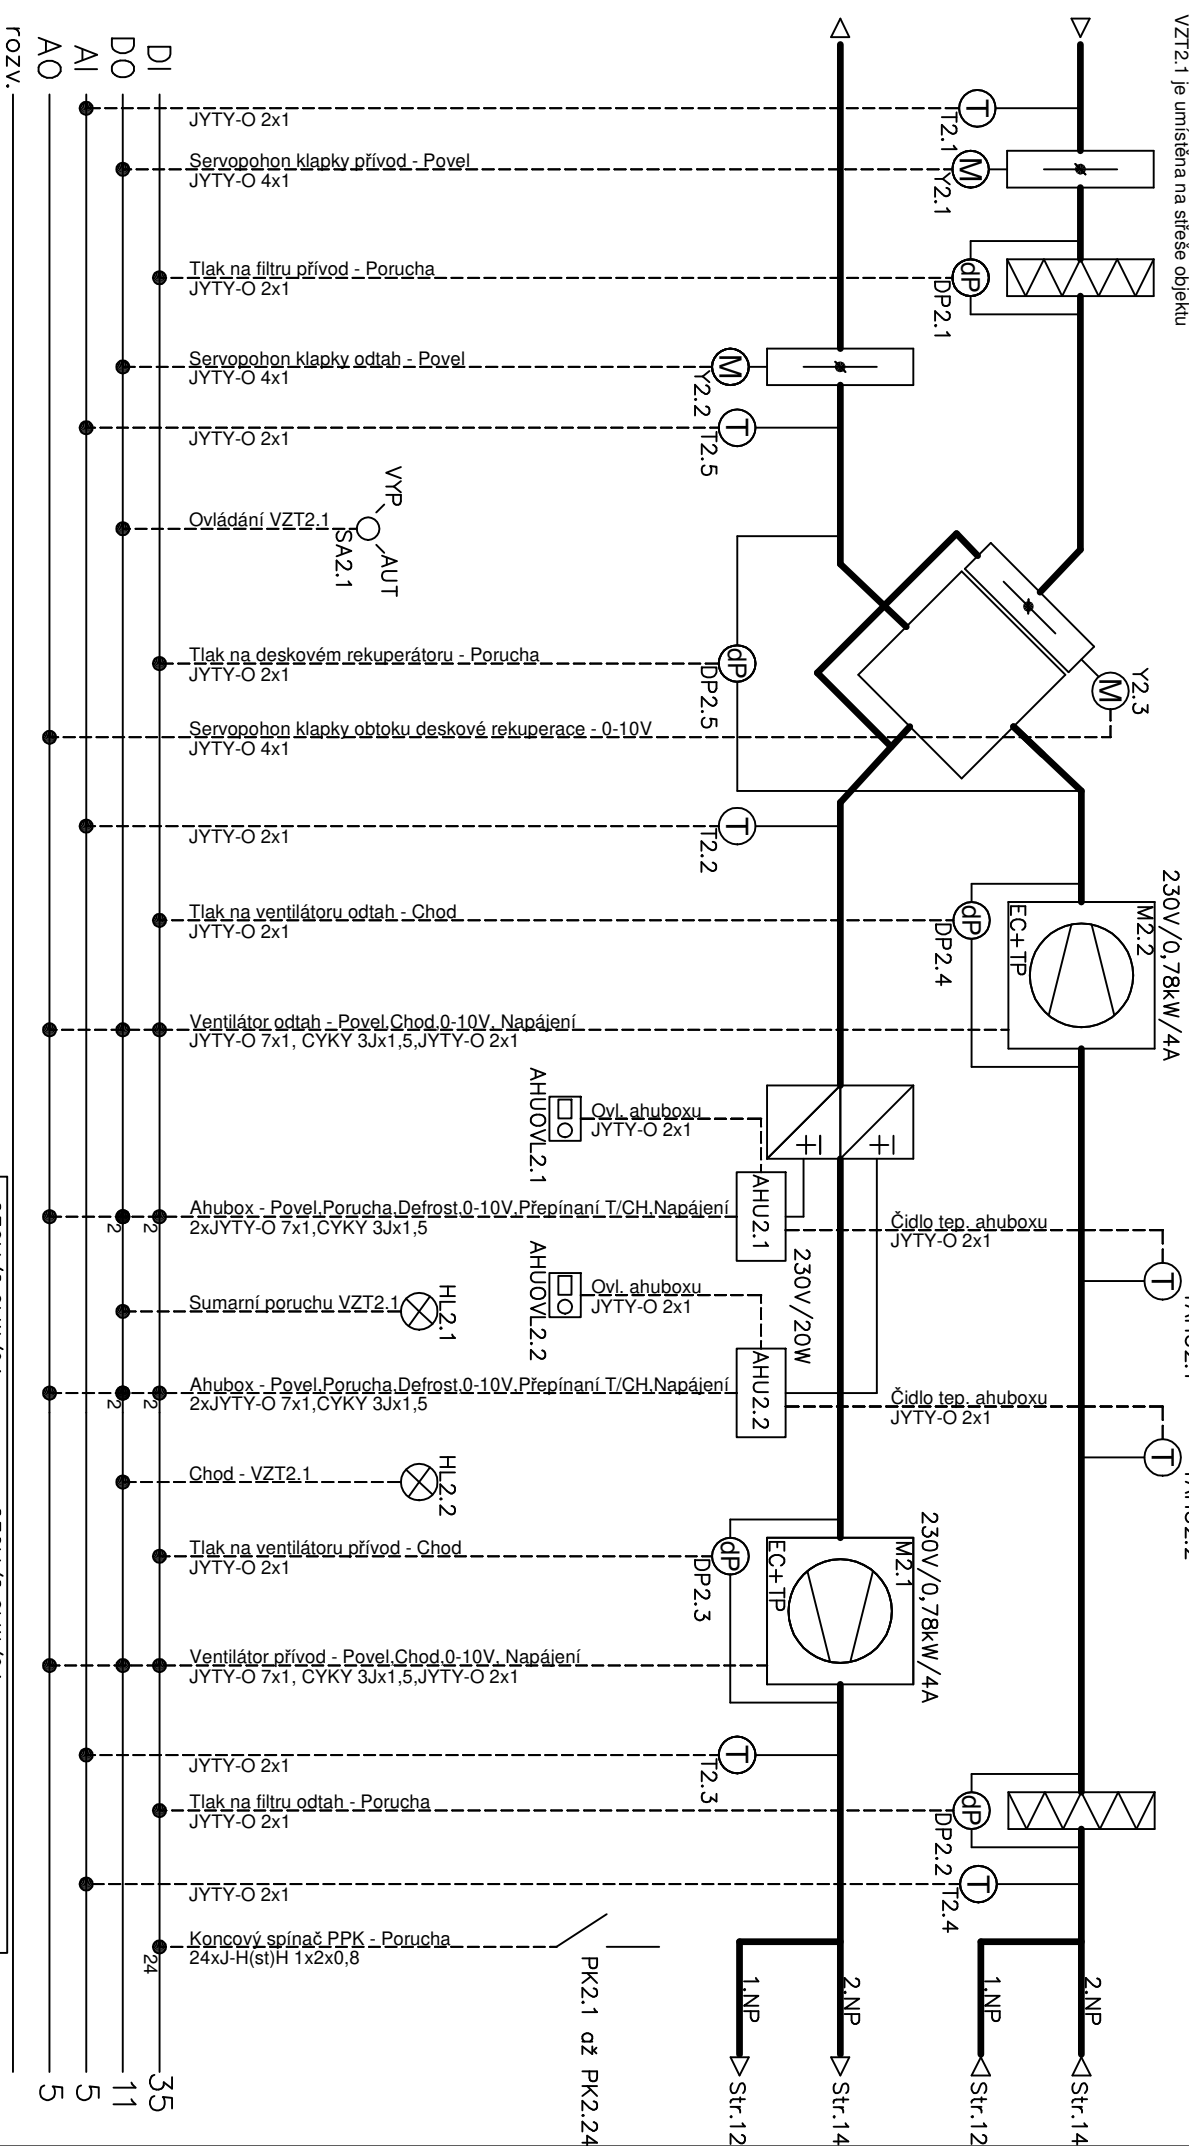 VZT2.1 je umístěna na střeše objektu
T2.1
JYTY-O 2x1
Y2.1
Servopohon klapky přívod - Povel
JYTY-O 4x1
DP2.1
Tlak na filtru přívod - Porucha
JYTY-O 2x1
Y2.2
Servopohon klapky odtah - Povel
JYTY-O 4x1
T2.5
JYTY-O 2x1
VYP
AUT
SA2.1
Ovládání VZT2.1
DP2.5
Tlak na deskovém rekuperátoru - Porucha
JYTY-O 2x1
Y2.3
Servopohon klapky obtoku deskové rekuperace - 0-10V
JYTY-O 4x1
T2.2
JYTY-O 2x1
DP2.4
Tlak na ventilátoru odtah - Chod
JYTY-O 2x1
230V/0,78kW/4A
M2.2
EC+TP
Ventilátor odtah - Povel,Chod,0-10V, Napájení
JYTY-O 7x1, CYKY 3Jx1,5,JYTY-O 2x1
AHUOVL2.1
Ovl. ahuboxu
JYTY-O 2x1
AHU2.1
230V/20W
Čidlo tep. ahuboxu
JYTY-O 2x1
Ahubox - Povel,Porucha,Defrost,0-10V,Přepínaní T/CH,Napájení
2xJYTY-O 7x1,CYKY 3Jx1,5
2
2
HL2.1
Sumarní poruchu VZT2.1
AHUOVL2.2
Ovl. ahuboxu
JYTY-O 2x1
AHU2.2
Čidlo tep. ahuboxu
JYTY-O 2x1
Ahubox - Povel,Porucha,Defrost,0-10V,Přepínaní T/CH,Napájení
2xJYTY-O 7x1,CYKY 3Jx1,5
2
2
HL2.2
Chod - VZT2.1
DP2.3
Tlak na ventilátoru přívod - Chod
JYTY-O 2x1
230V/0,78kW/4A
M2.1
EC+TP
Ventilátor přívod - Povel,Chod,0-10V, Napájení
JYTY-O 7x1, CYKY 3Jx1,5,JYTY-O 2x1
T2.3
JYTY-O 2x1
DP2.2
Tlak na filtru odtah - Porucha
JYTY-O 2x1
T2.4
JYTY-O 2x1
PK2.1 až PK2.24
Koncový spínač PPK - Porucha
24xJ-H(st)H 1x2x0,8
24
2.NP
1.NP
2.NP
1.NP
Str.14
Str.12
Str.14
Str.12
DI
35
DO
11
AI
5
AO
5
rozv.